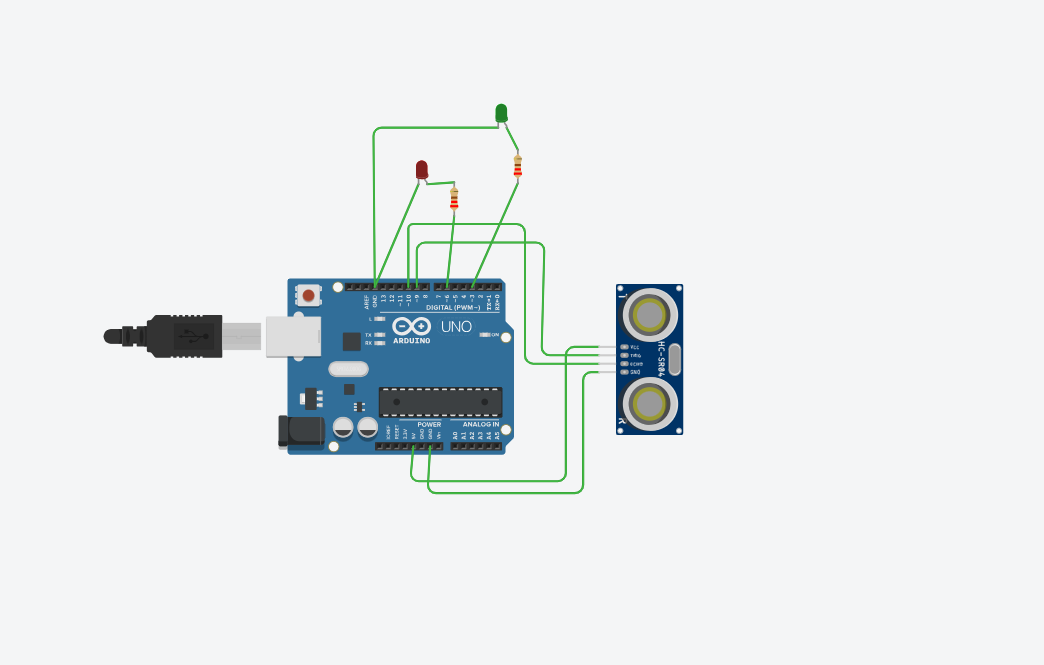 AREF
GND
13
12
~11
~10
~9
8
7
~6
~5
4
~3
2
TX→1
RX←0
DIGITAL (PWM~)
L
TX
RX
UNO
ON
ARDUINO
T
VCC
TRIG
ECHO
GND
HC-SR04
R
POWER
ANALOG IN
IOREF
RESET
3.3V
5V
GND
GND
Vin
A0
A1
A2
A3
A4
A5